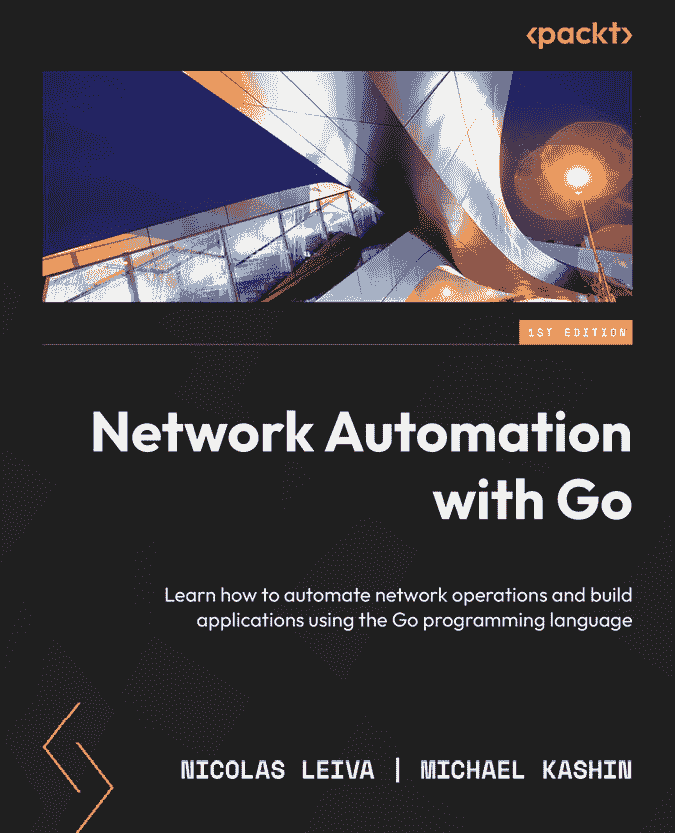 <packt>
1ST EDITION
Network Automation
with Go
Learn how to automate network operations and build
applications using the Go programming language
NICOLAS LEIVA | MICHAEL KASHIN